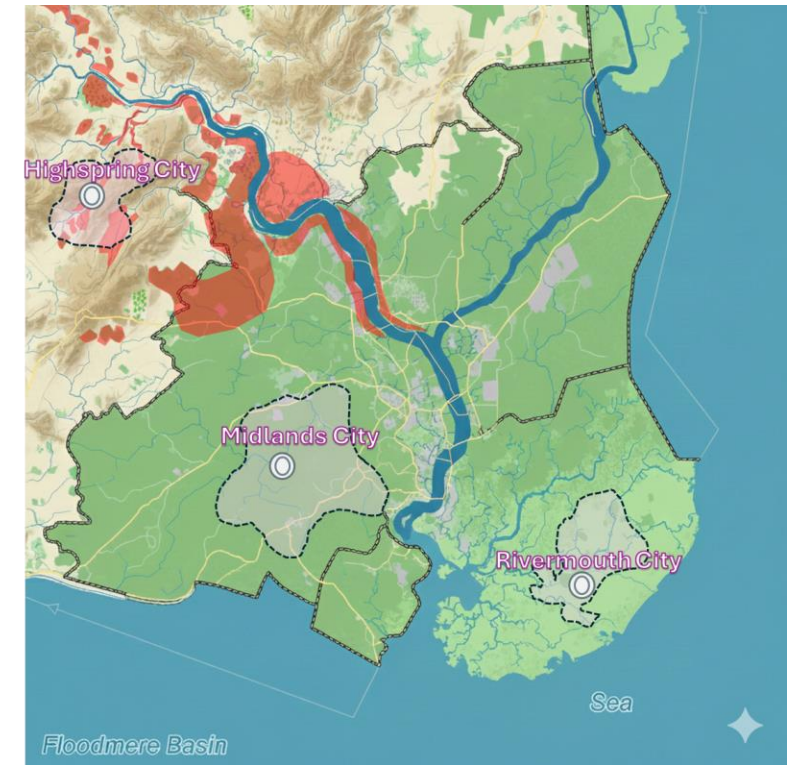 Highspring City
Midlands City
Rivermouth City
Sea
Floodmere Basin